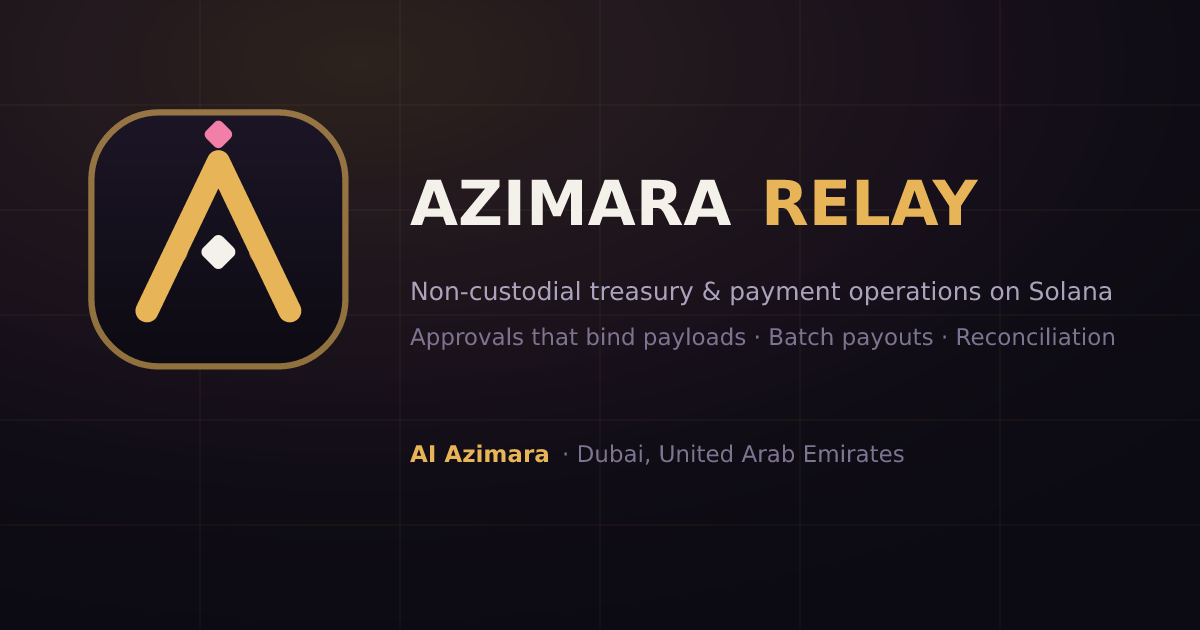 AZIMARA RELAY
Non-custodial treasury & payment operations on Solana
Approvals that bind payloads · Batch payouts · Reconciliation
AI Azimara · Dubai, United Arab Emirates